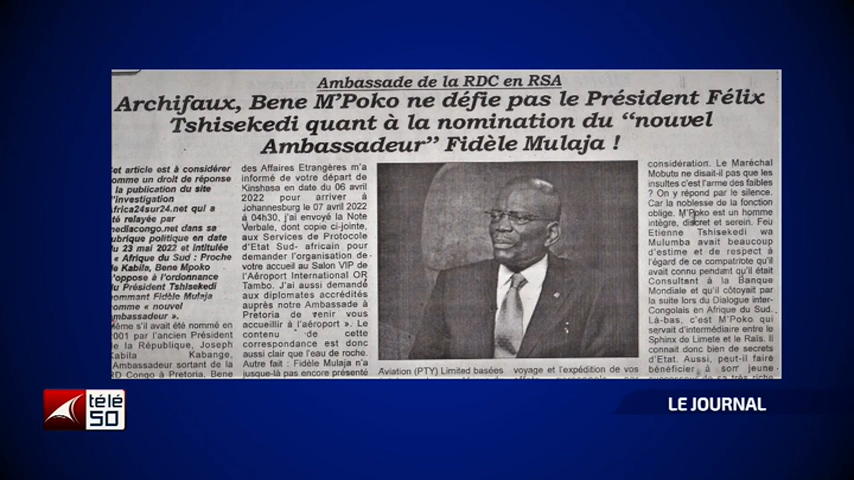 Ambassade de la RDC en RSA
Archifaux, Bene M'Poko ne défie pas le Président Félix
Tshisekedi quant à la nomination du “nouvel
Ambassadeur” Fidèle Mulaja !
Cet article est à considérer
comme un droit de réponse
à la publication du site
d'investigation
Africa24sur24.net qui a
été relayée par
mediacongo.net dans sa
rubrique politique en date
du 23 mai 2022 et intitulée
« Afrique du Sud : Proche
de Kabila, Bene Mpoko
s'oppose à l'ordonnance
du Président Tshisekedi
nommant Fidèle Mulaja
comme « nouvel
ambassadeur ».
Même s'il avait été nommé en
2001 par l'ancien Président
de la République, Joseph
Kabila Kabange,
l'Ambassadeur sortant de la
RD Congo à Pretoria, Bene
des Affaires Etrangères m'a
informé de votre départ de
Kinshasa en date du 06 avril
2022 pour arriver à
Johannesburg le 07 avril 2022
à 04h30, j'ai envoyé la Note
Verbale, dont copie ci-jointe,
aux Services de Protocole
d'Etat Sud- africain pour
demander l'organisation de
votre accueil au Salon VIP de
l'Aéroport International OR
Tambo. J'ai aussi demandé
aux diplomates accrédités
auprès notre Ambassade à
Pretoria de venir vous
accueillir à l'aéroport ». Le
contenu de cette
correspondance est donc
aussi clair que l'eau de roche.
Autre fait : Fidèle Mulaja n'a
jusque-là pas encore présenté
Aviation (PTY) Limited basées
voyage et l'expédition de vos
considération. Le Maréchal
Mobutu ne disait-il pas que les
insultes c'est l'arme des faibles
? On y répond par le silence.
Car la noblesse de la fonction
oblige. M'Poko est un homme
intègre, discret et serein. Feu
Etienne Tshisekedi wa
Mulumba avait beaucoup
d'estime et de respect à
l'égard de ce compatriote qu'il
avait connu pendant qu'il était
Consultant à la Banque
Mondiale et qu'il côtoyait par
la suite lors du Dialogue inter-
Congolais en Afrique du Sud.
Là-bas, c'est M'Poko qui
servait d'intermédiaire entre le
Sphinx de Limete et le Raïs. Il
connait donc bien de secrets
d'Etat. Aussi, peut-il faire
bénéficier à son jeune
successeur de sa très riche
télé
50
LE JOURNAL